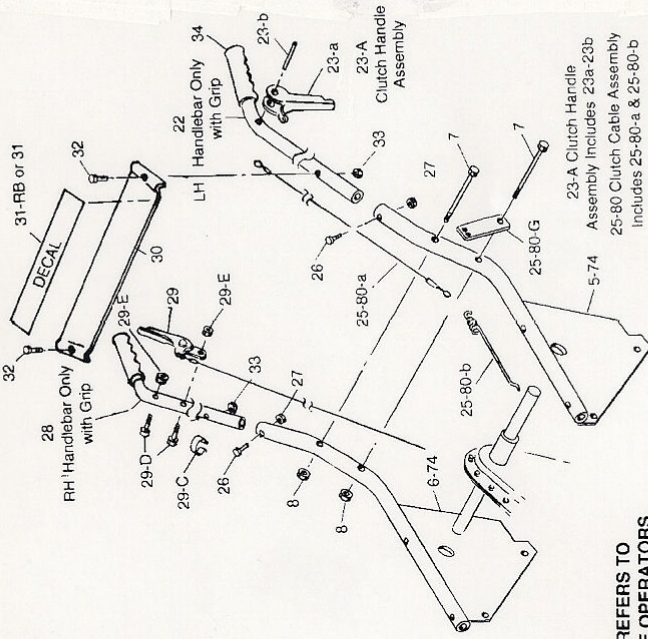 31-RB or 31
32
DECAL
30
32
29-E
28
RH Handlebar Only
with Grip
29
29-E
29-D
29-C
33
26
27
8
8
6-74
34
23-b
23-a
22
LH Handlebar Only
with Grip
23-A
Clutch Handle
Assembly
33
26
25-80-a
27
7
7
25-80-G
5-74
25-80-b
23-A Clutch Handle
Assembly Includes 23a-23b
25-80 Clutch Cable Assembly
Includes 25-80-a & 25-80-b
REFERS TO
E OPERATORS